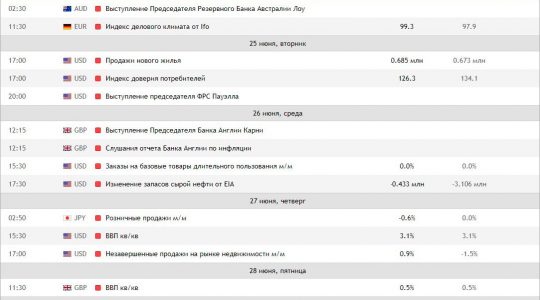 02:30 AUD Выступление Председателя Резервного Банка Австралии Лоу
11:30 EUR Индекс делового климата от Ifo 99.3 97.9
25 июня, вторник
17:00 USD Продажи нового жилья 0.685 млн 0.673 млн
17:00 USD Индекс доверия потребителей 126.3 134.1
20:00 USD Выступление председателя ФРС Пауэлла
26 июня, среда
12:15 GBP Выступление Председателя Банка Англии Карни
12:15 GBP Слушания отчета Банка Англии по инфляции
15:30 USD Заказы на базовые товары длительного пользования м/м 0.0% 0.0%
17:30 USD Изменение запасов сырой нефти от EIA -0.433 млн -3.106 млн
27 июня, четверг
02:50 JPY Розничные продажи м/м -0.6% 0.0%
15:30 USD ВВП кв/кв 3.1% 3.1%
17:00 USD Незавершенные продажи на рынке недвижимости м/м 0.9% -1.5%
28 июня, пятница
11:30 GBP ВВП кв/кв 0.5% 0.5%